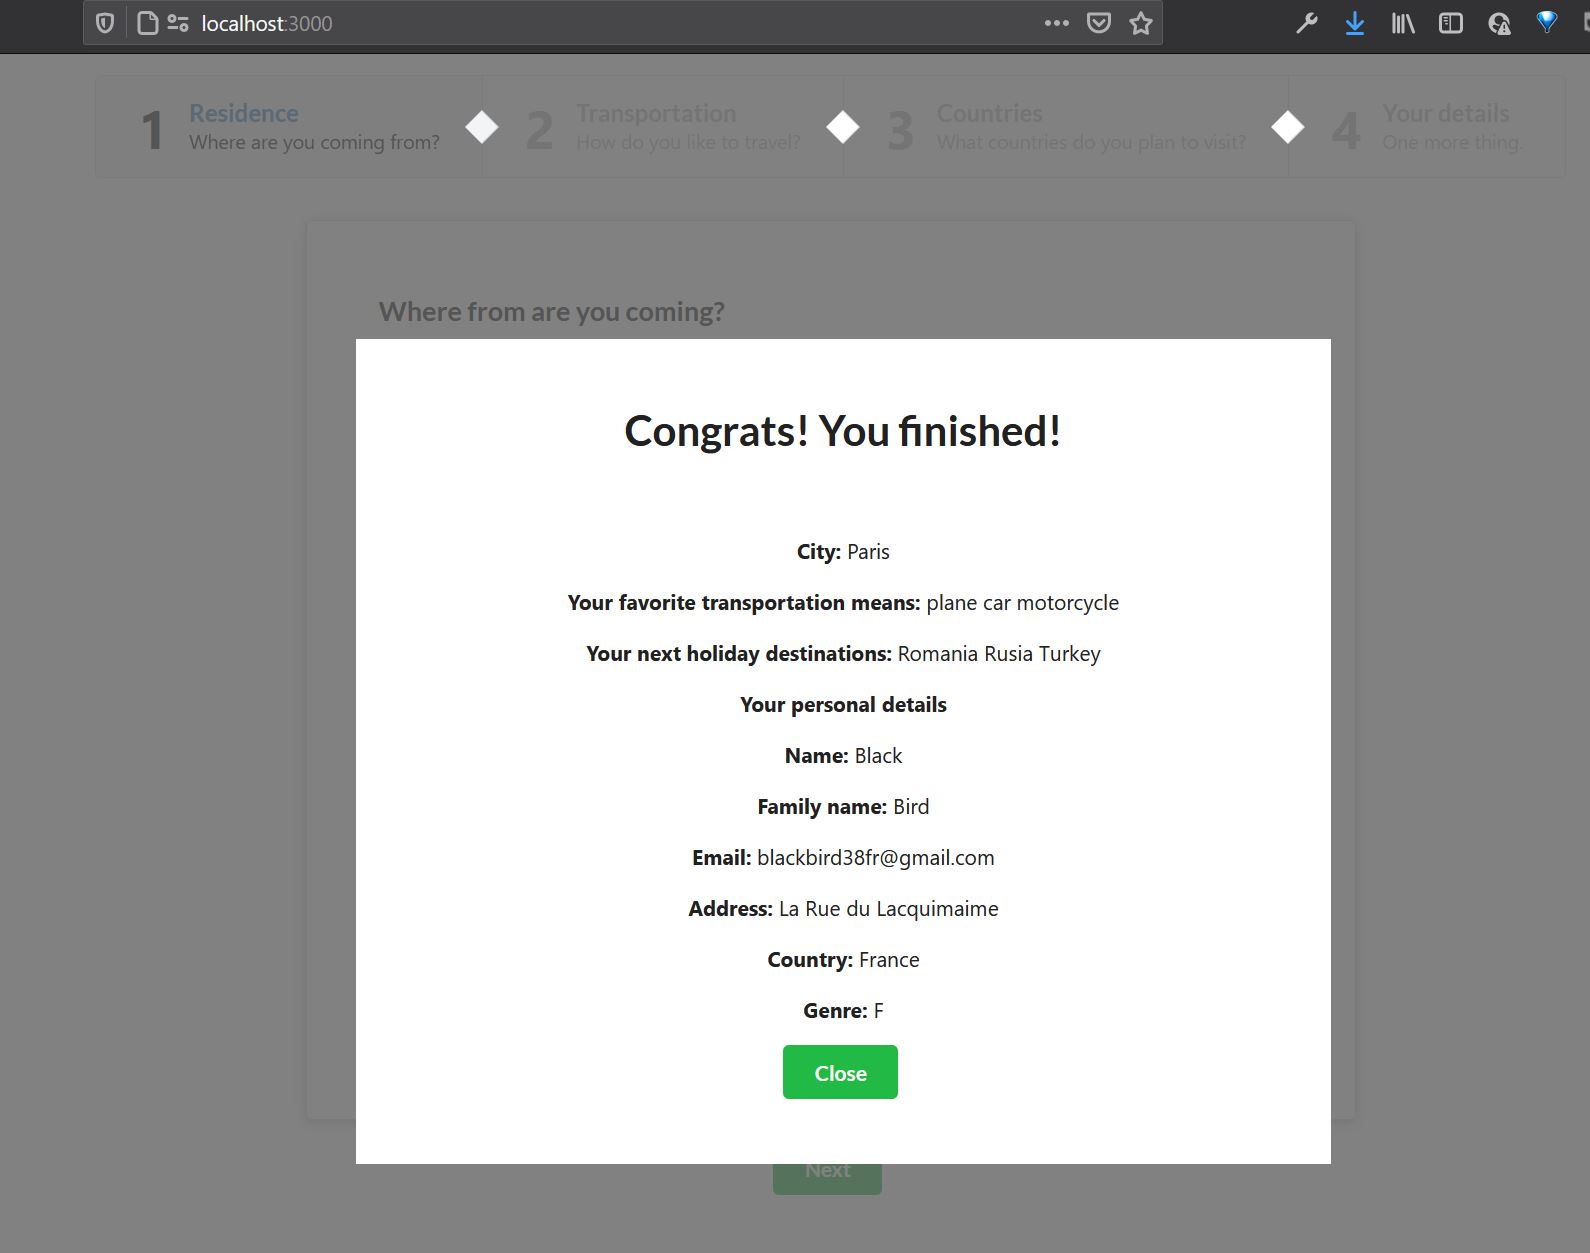 localhost:3000
1 Residence
Where are you coming from?
2 Transportation
How do you like to travel?
3 Countries
What countries do you plan to visit?
4 Your details
One more thing.
Where from are you coming?
Congrats! You finished!
City: Paris
Your favorite transportation means: plane car motorcycle
Your next holiday destinations: Romania Rusia Turkey
Your personal details
Name: Black
Family name: Bird
Email: blackbird38fr@gmail.com
Address: La Rue du Lacquimaime
Country: France
Genre: F
Close
Next